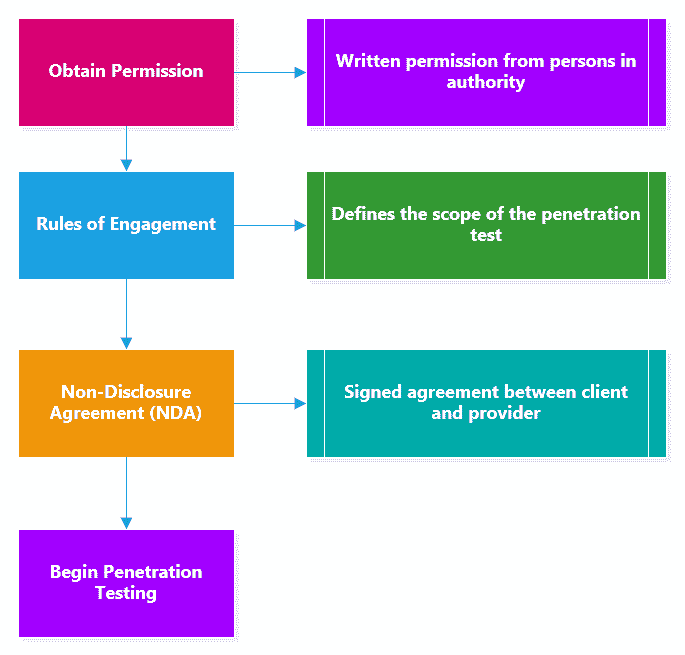 Obtain Permission
Written permission from persons in
authority
Rules of Engagement
Defines the scope of the penetration
test
Non-Disclosure
Agreement (NDA)
Signed agreement between client
and provider
Begin Penetration
Testing